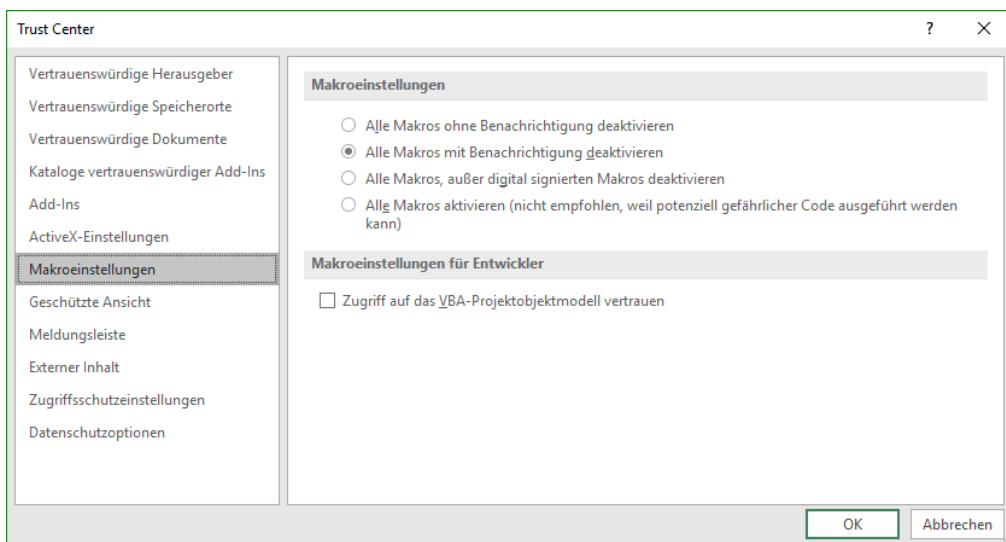 Trust Center
?
Vertrauenswürdige Herausgeber
Vertrauenswürdige Speicherorte
Vertrauenswürdige Dokumente
Kataloge vertrauenswürdiger Add-Ins
Add-Ins
ActiveX-Einstellungen
Makroeinstellungen
Geschützte Ansicht
Meldungsleiste
Externer Inhalt
Zugriffsschutzeinstellungen
Datenschutzoptionen
Makroeinstellungen
Alle Makros ohne Benachrichtigung deaktivieren
Alle Makros mit Benachrichtigung deaktivieren
Alle Makros, außer digital signierten Makros deaktivieren
Alle Makros aktivieren (nicht empfohlen, weil potenziell gefährlicher Code ausgeführt werden
kann)
Makroeinstellungen für Entwickler
Zugriff auf das VBA-Projektobjektmodell vertrauen
OK
Abbrechen